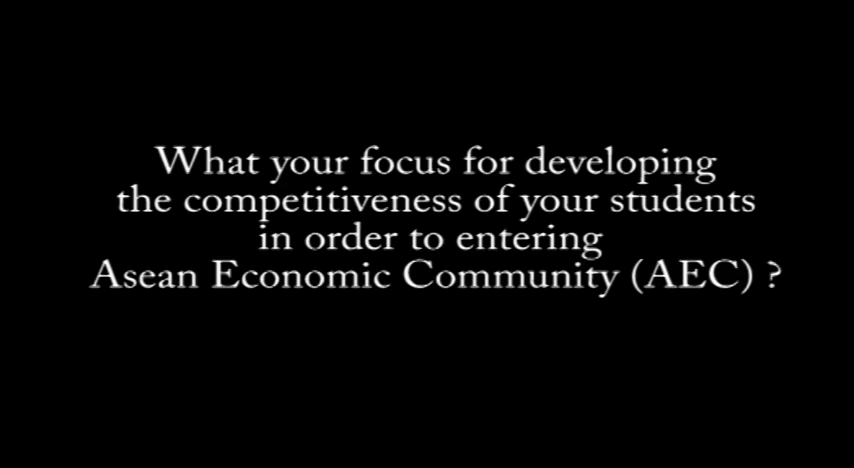 What your focus for developing
the competitiveness of your students
in order to entering
Asean Economic Community (AEC) ?